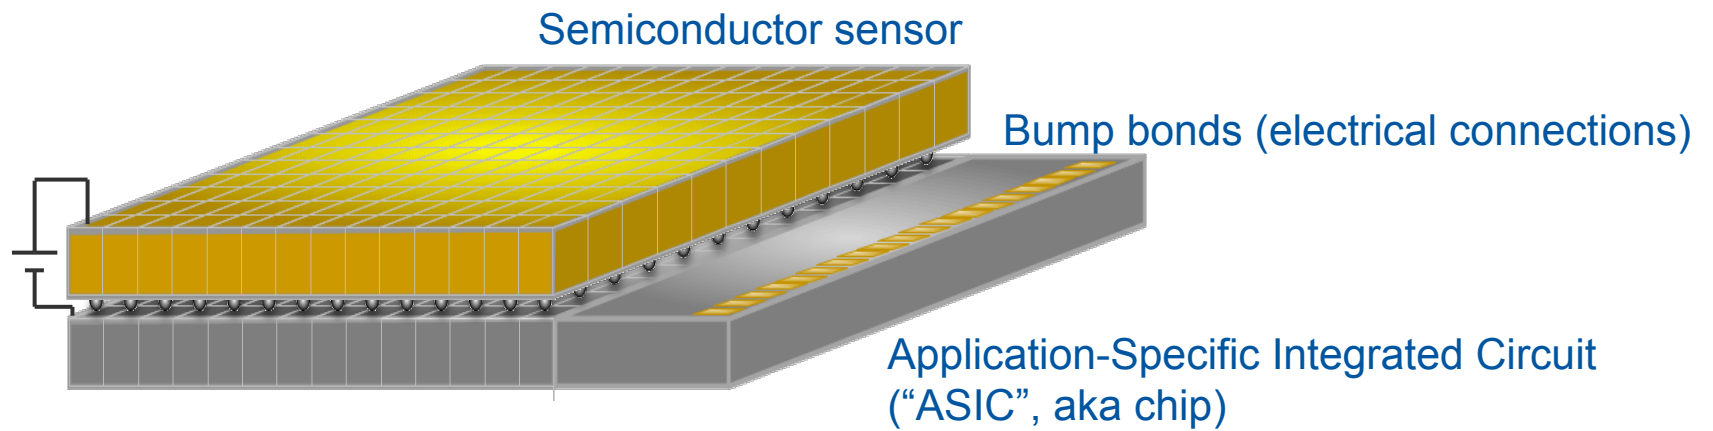 Semiconductor sensor
Bump bonds (electrical connections)
Application-Specific Integrated Circuit
(“ASIC”, aka chip)